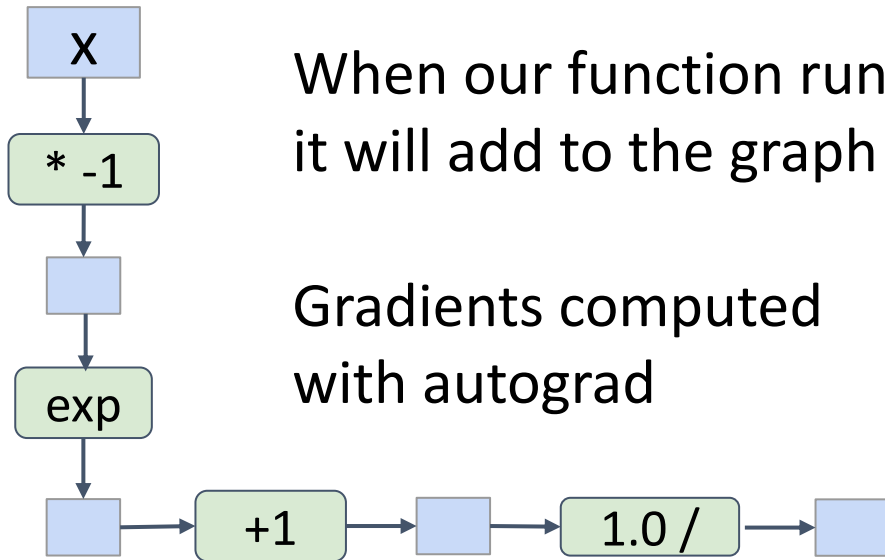 x
When our function run
it will add to the graph
* -1
Gradients computed
with autograd
exp
+1
1.0 /